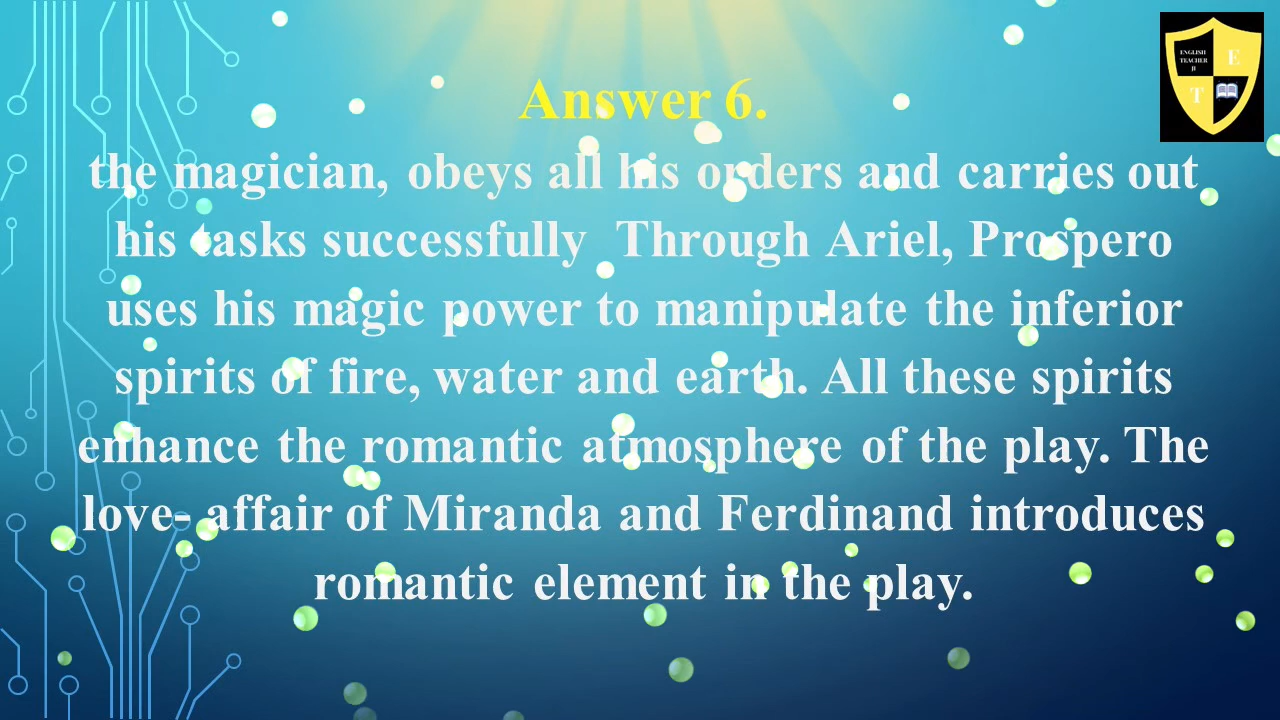 ENGLISH
TEACHER
JI
E
T
Answer 6.
the magician, obeys all his orders and carries out
his tasks successfully Through Ariel, Prospero
uses his magic power to manipulate the inferior
spirits of fire, water and earth. All these spirits
enhance the romantic atmosphere of the play. The
love- affair of Miranda and Ferdinand introduces
romantic element in the play.